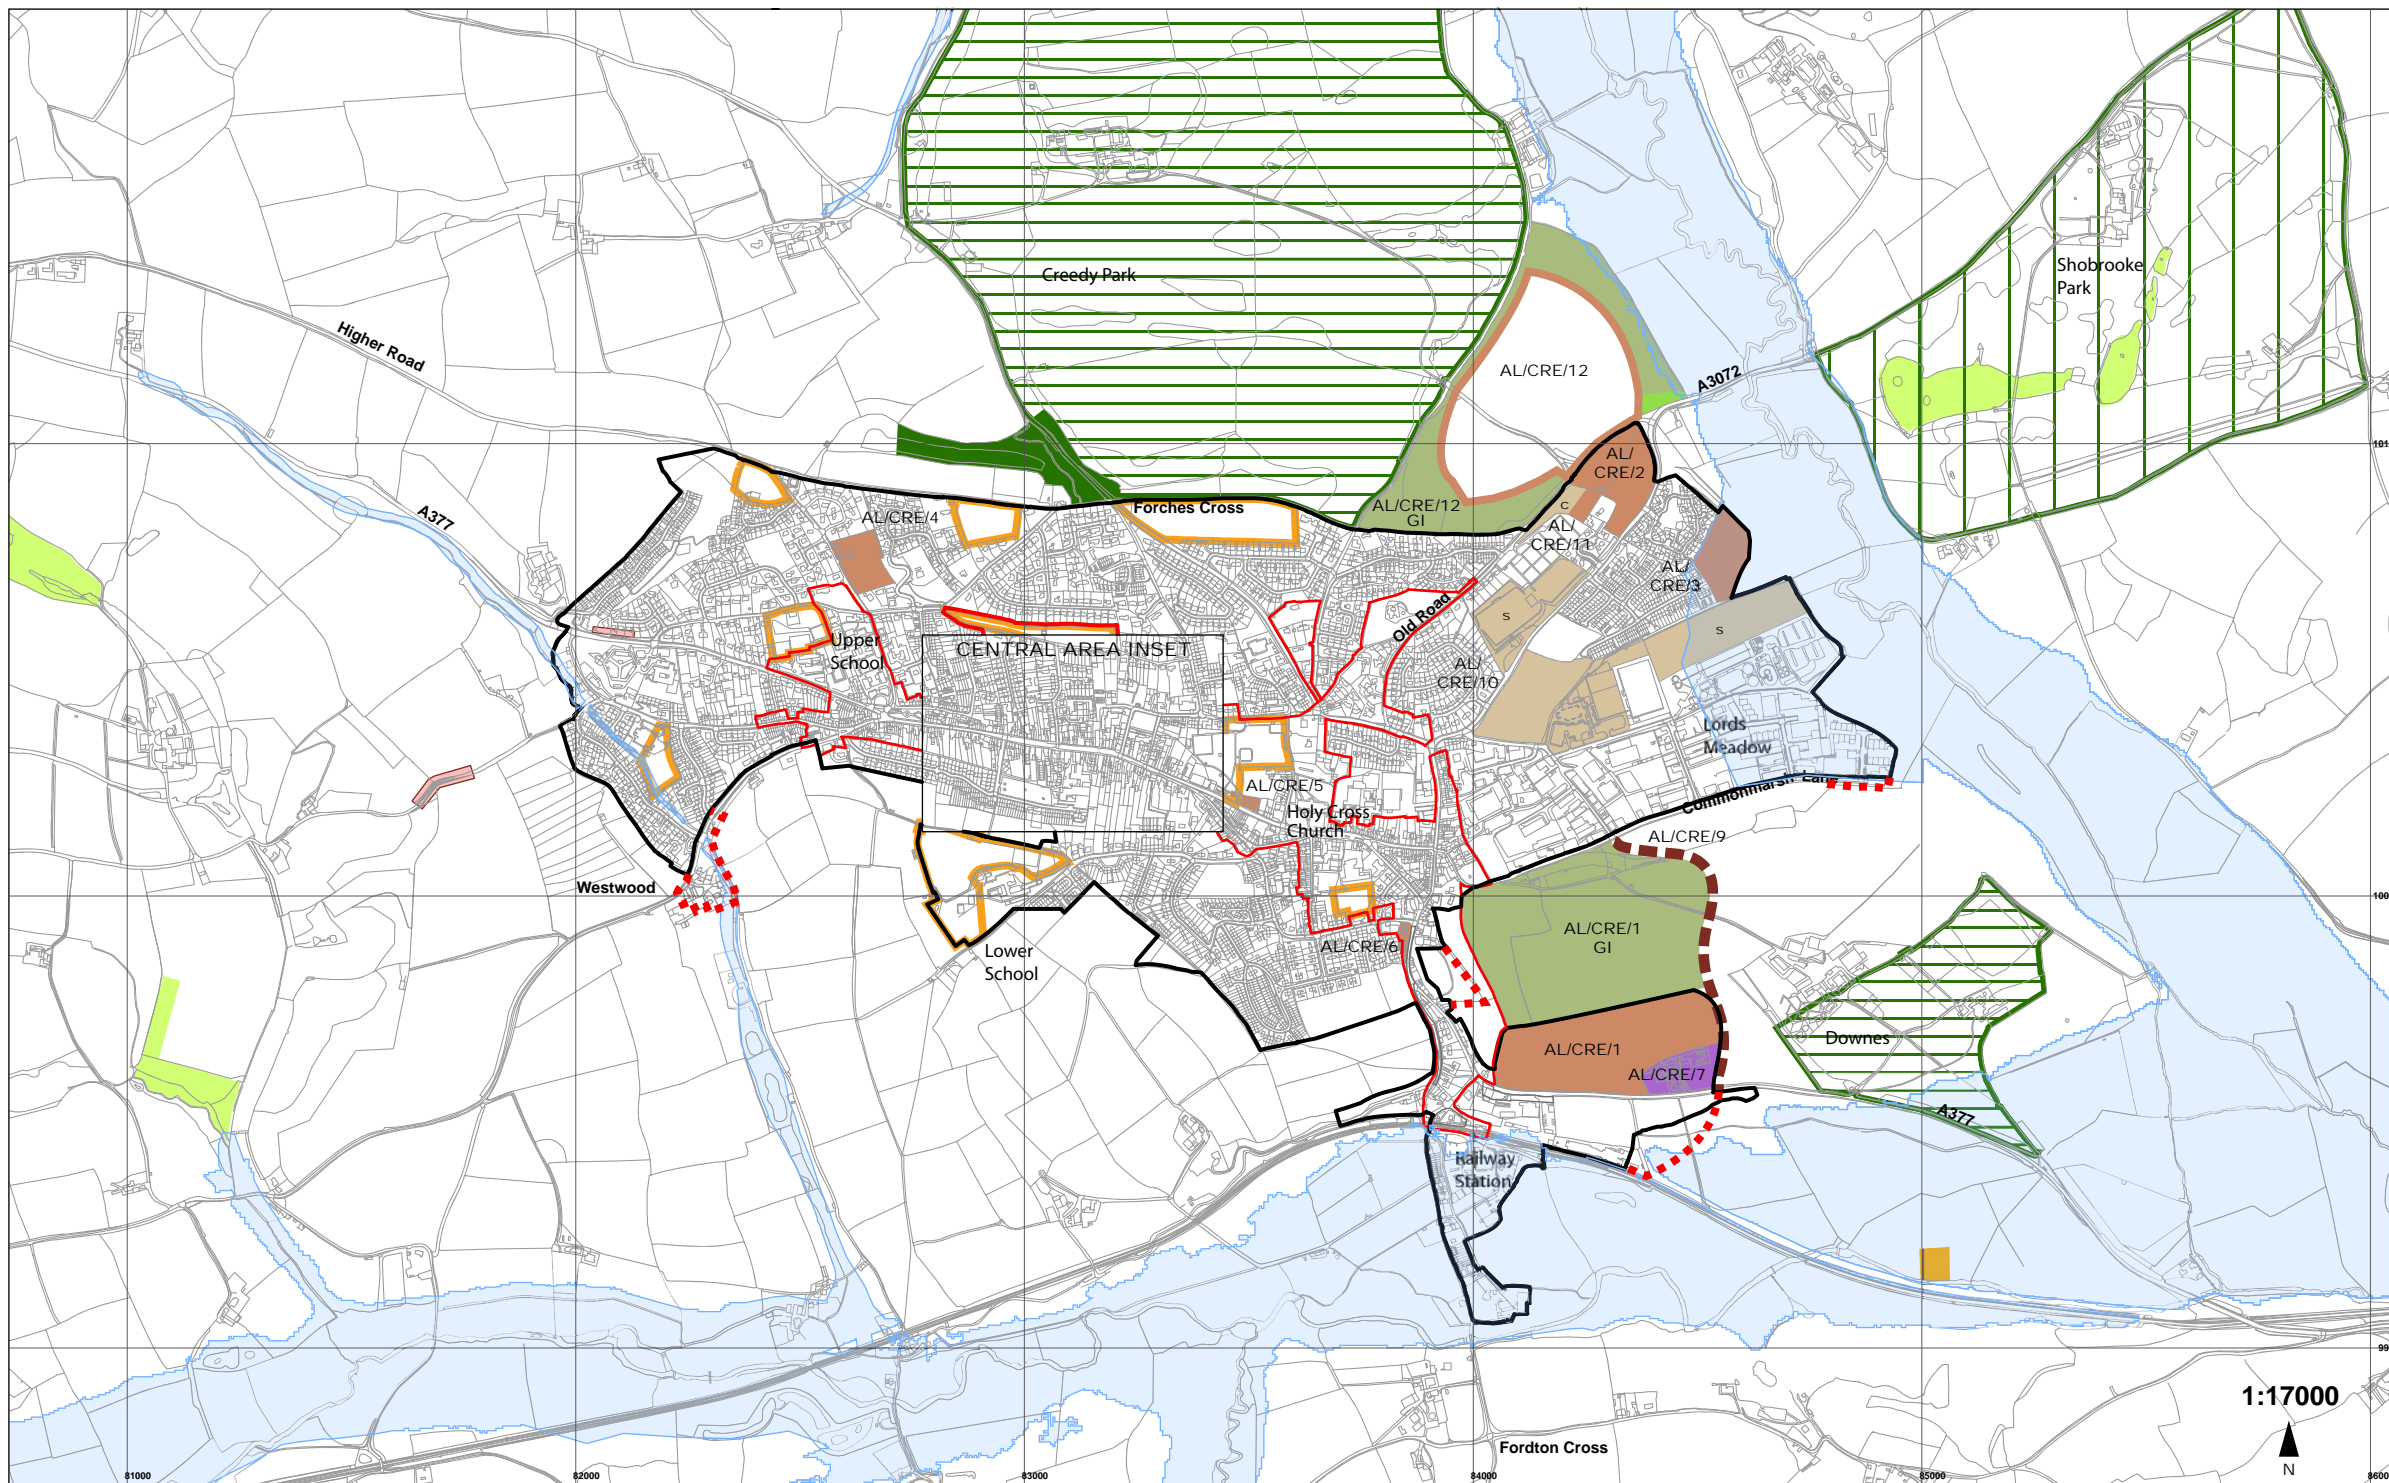 Creedy Park
Shobrooke
Park
Higher Road
AL/CRE/12
A3072
101
AL/
CRE/2
A377
AL/CRE/4
Forches Cross
AL/CRE/12
GI
C
AL/
CRE/11
AL/
CRE/3
Old Road
S
S
Upper
School
CENTRAL AREA INSET
AL/
CRE/10
Lords
Meadow
AL/CRE/5
Commonmarsh Lane
Holy Cross
Church
AL/CRE/9
Westwood
100
AL/CRE/1
GI
AL/CRE/6
Lower
School
Downes
AL/CRE/1
AL/CRE/7
A377
Railway
Station
99
1:17000
Fordton Cross
N
81000
82000
83000
84000
85000
8600